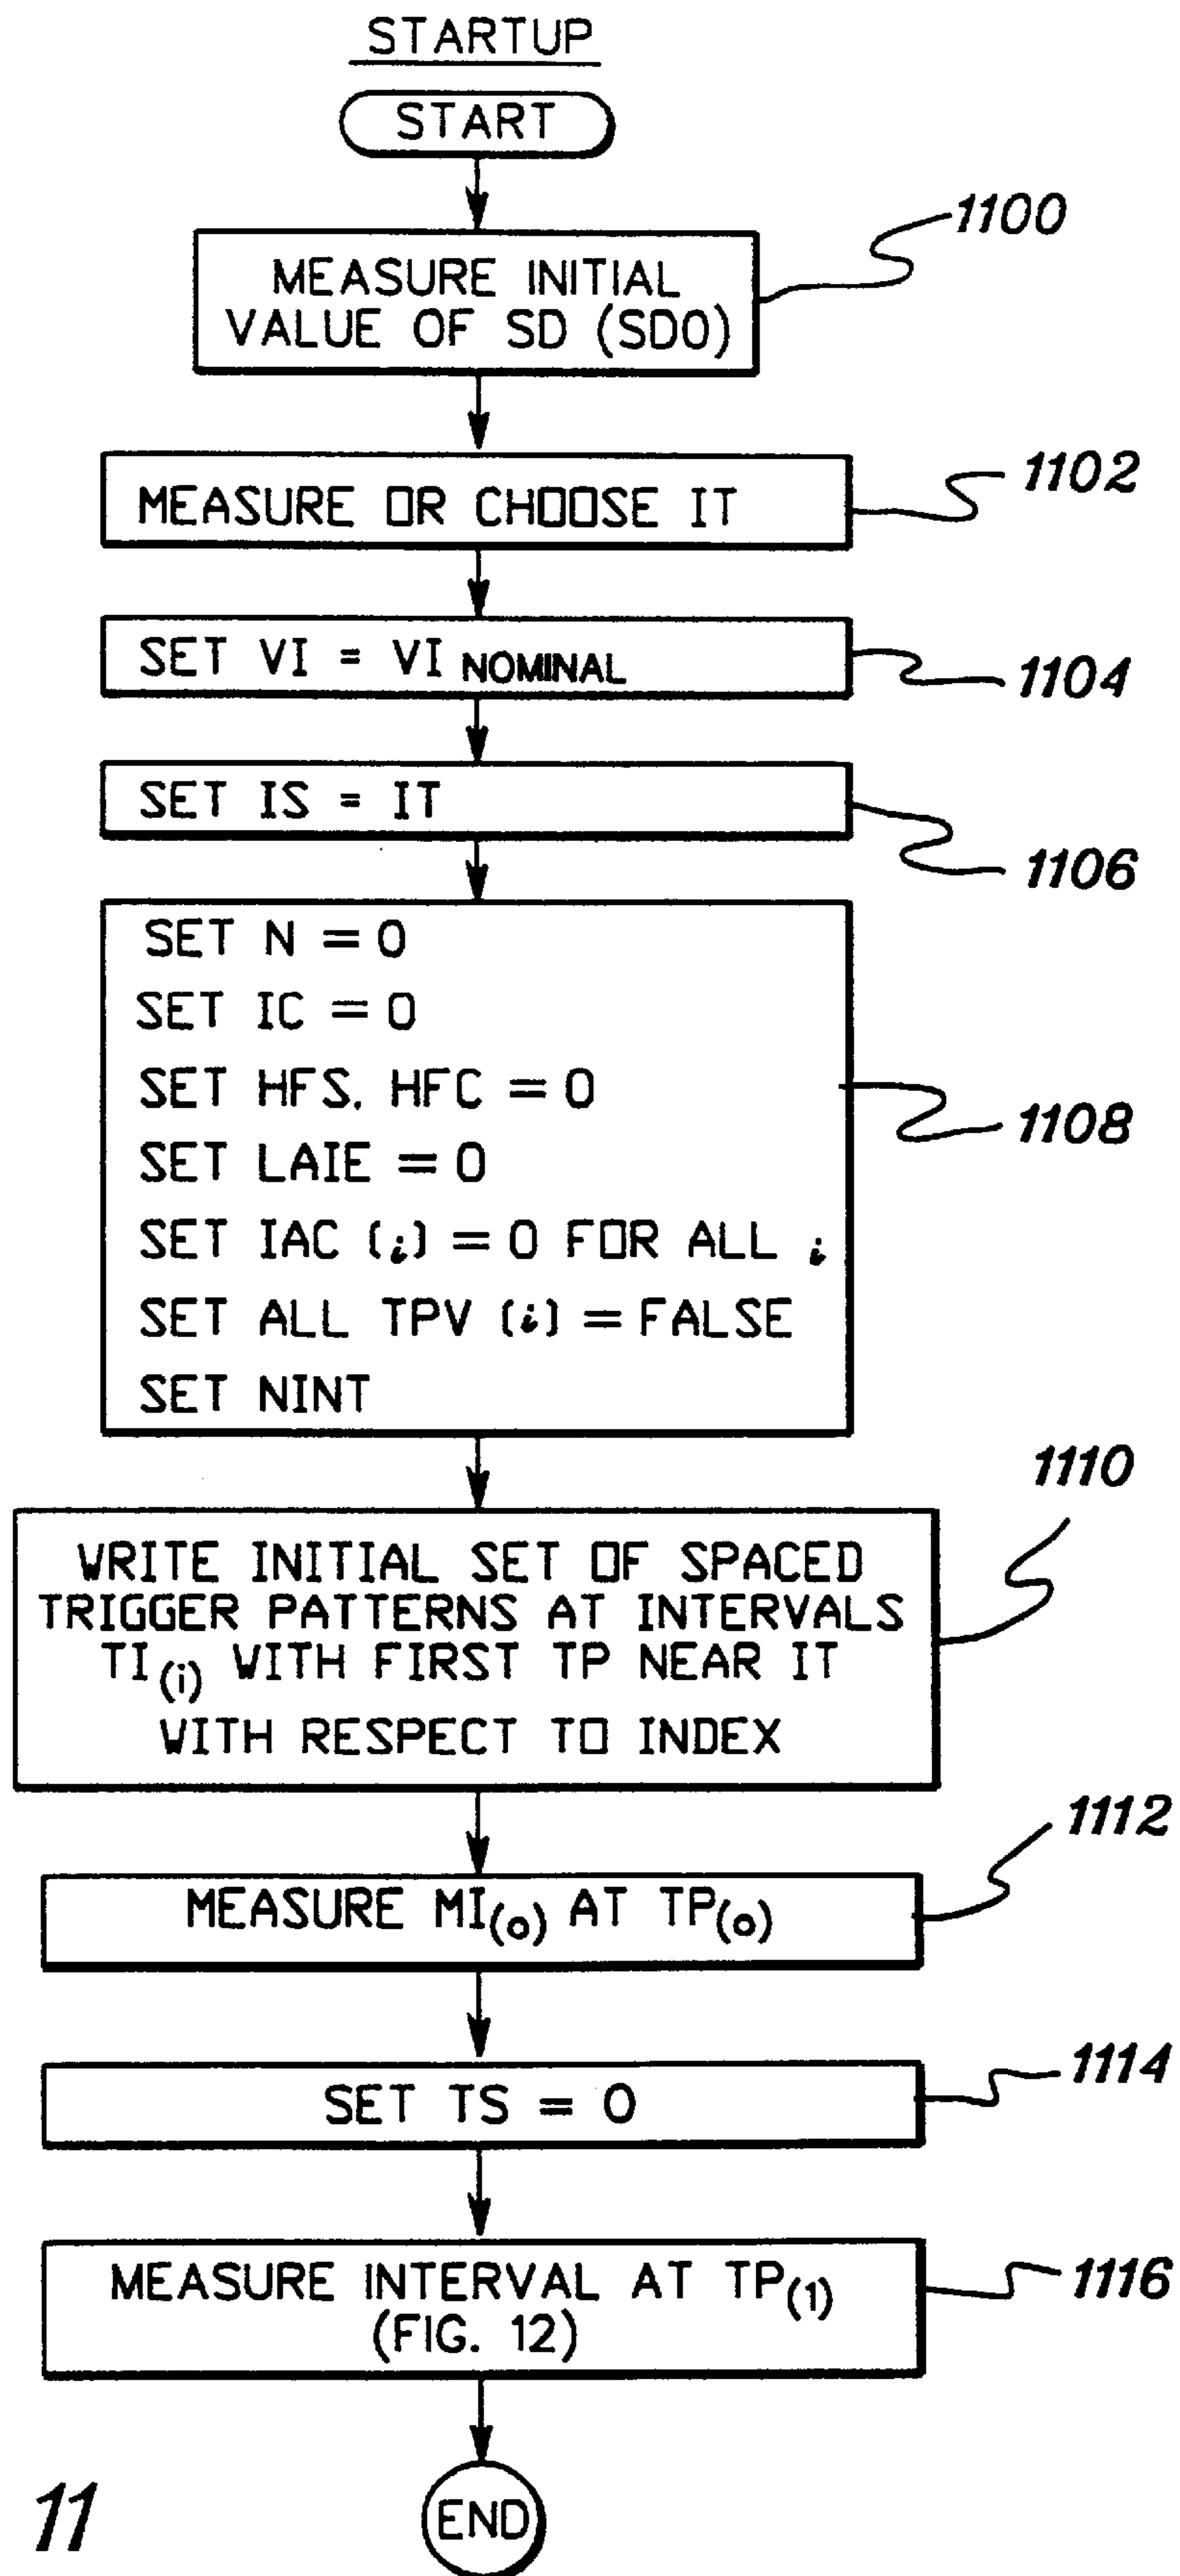 STARTUP
START
1100
MEASURE INITIAL
VALUE OF SD (SD0)
1102
MEASURE OR CHOOSE IT
SET VI = VI NOMINAL
1104
SET IS = IT
1106
SET N = 0
SET IC = 0
SET HFS, HFC = 0
1108
SET LAIE = 0
SET IAC (i) = 0 FOR ALL i
SET ALL TPV (i) = FALSE
SET NINT
1110
WRITE INITIAL SET OF SPACED
TRIGGER PATTERNS AT INTERVALS
TI(i) WITH FIRST TP NEAR IT
WITH RESPECT TO INDEX
1112
MEASURE MI(o) AT TP(o)
1114
SET TS = 0
1116
MEASURE INTERVAL AT TP(1)
(FIG. 12)
END
11